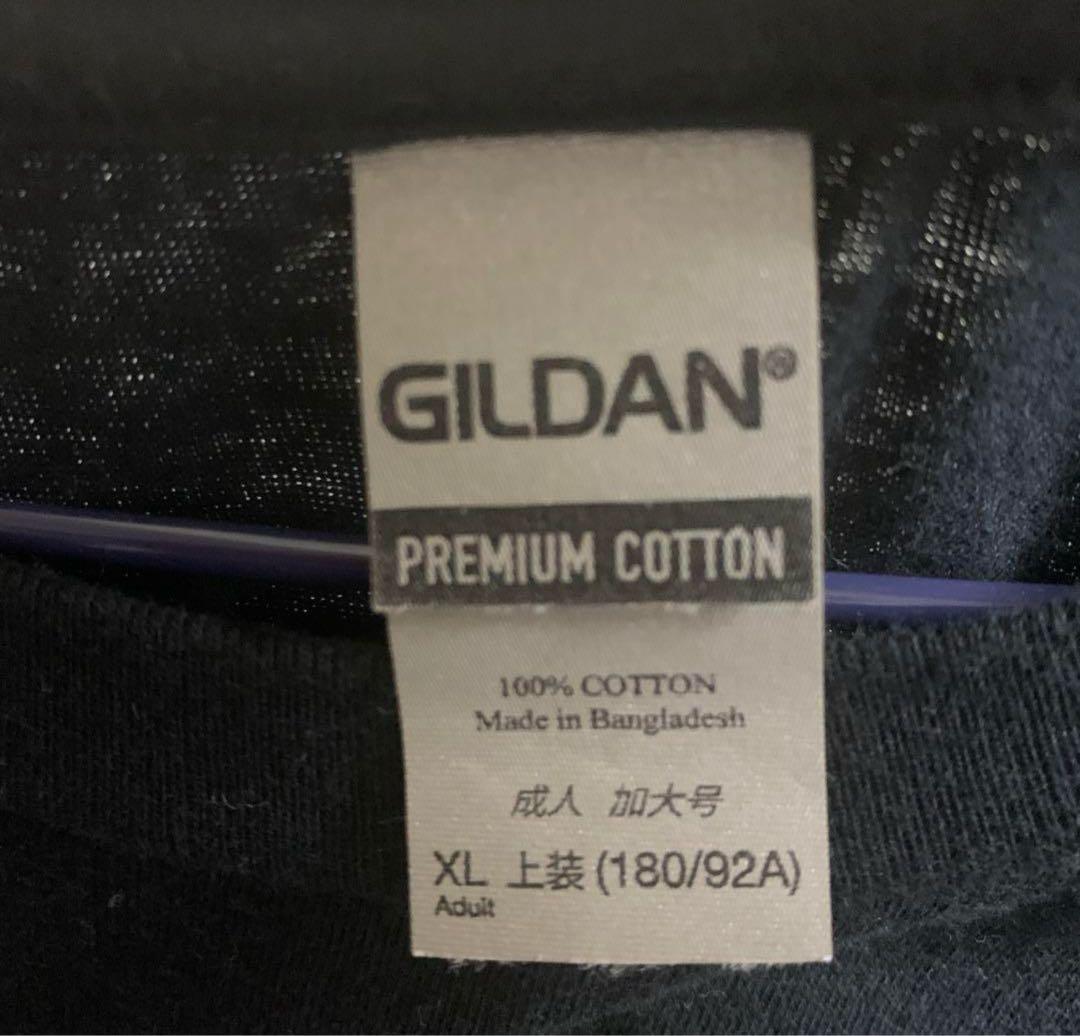 GILDAN®
PREMIUM COTTON
100% COTTON
Made in Bangladesh
成人 加大号
XL 上装 (180/92A)
Adult